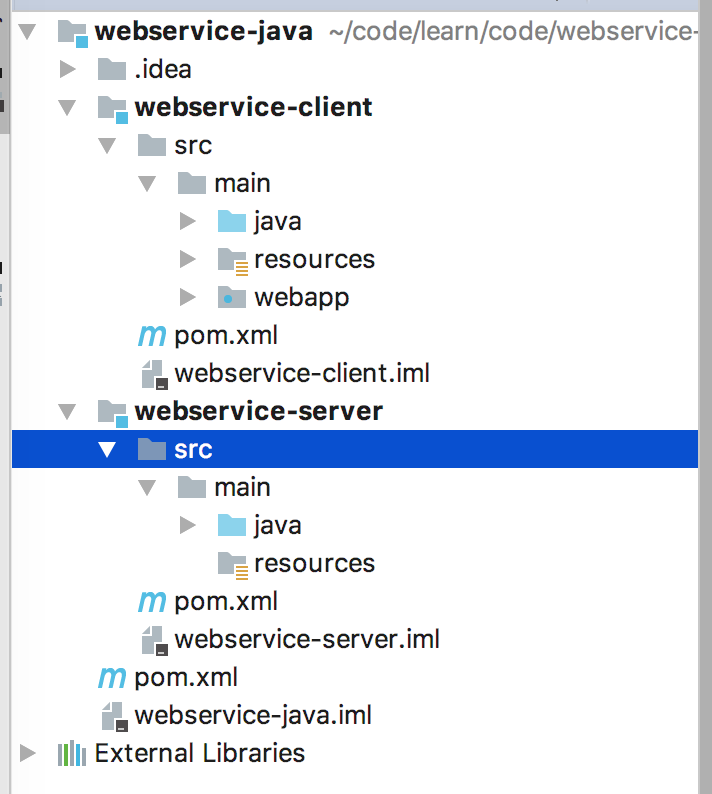 webservice-java ~/code/learn/code/webservice-
.idea
webservice-client
src
main
java
resources
webapp
m pom.xml
webservice-client.iml
webservice-server
src
main
java
resources
m pom.xml
webservice-server.iml
m pom.xml
webservice-java.iml
External Libraries